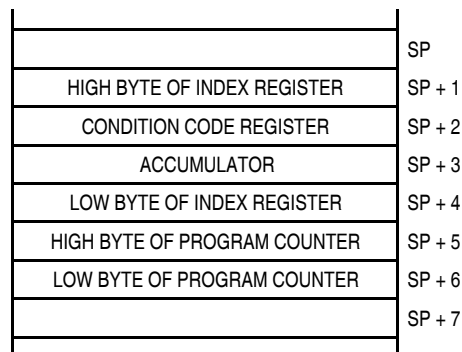 SP
HIGH BYTE OF INDEX REGISTER SP + 1
CONDITION CODE REGISTER SP + 2
ACCUMULATOR SP + 3
LOW BYTE OF INDEX REGISTER SP + 4
HIGH BYTE OF PROGRAM COUNTER SP + 5
LOW BYTE OF PROGRAM COUNTER SP + 6
SP + 7